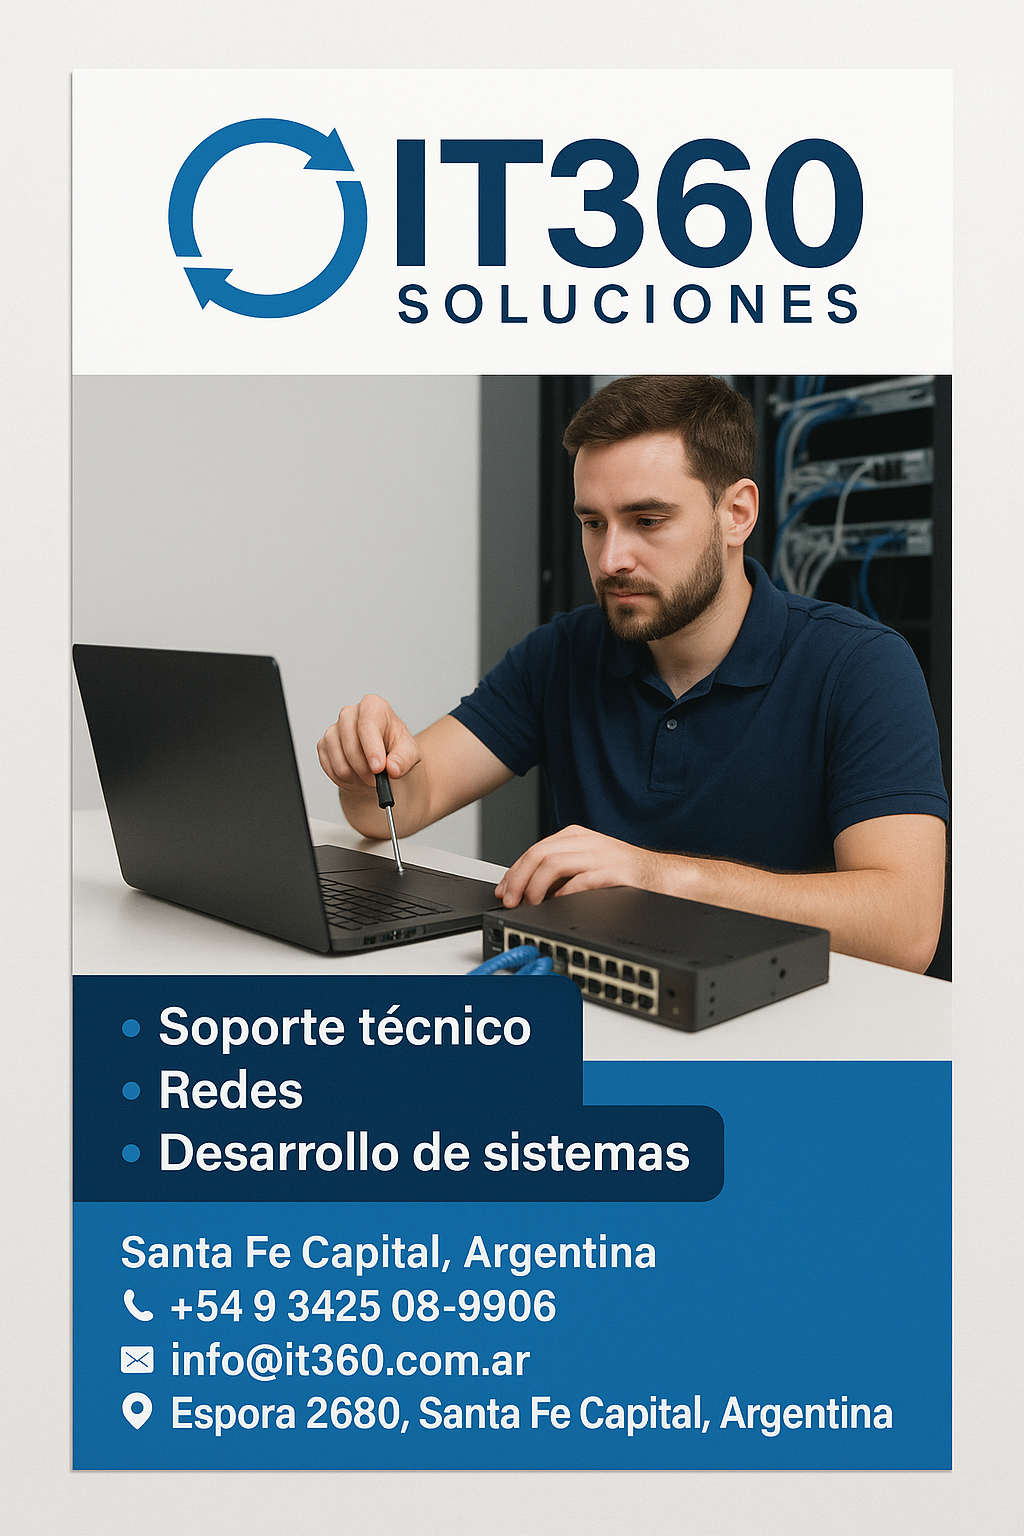 IT360
SOLUCIONES
• Soporte técnico
• Redes
• Desarrollo de sistemas
Santa Fe Capital, Argentina
+54 9 3425 08-9906
info@it360.com.ar
Espora 2680, Santa Fe Capital, Argentina